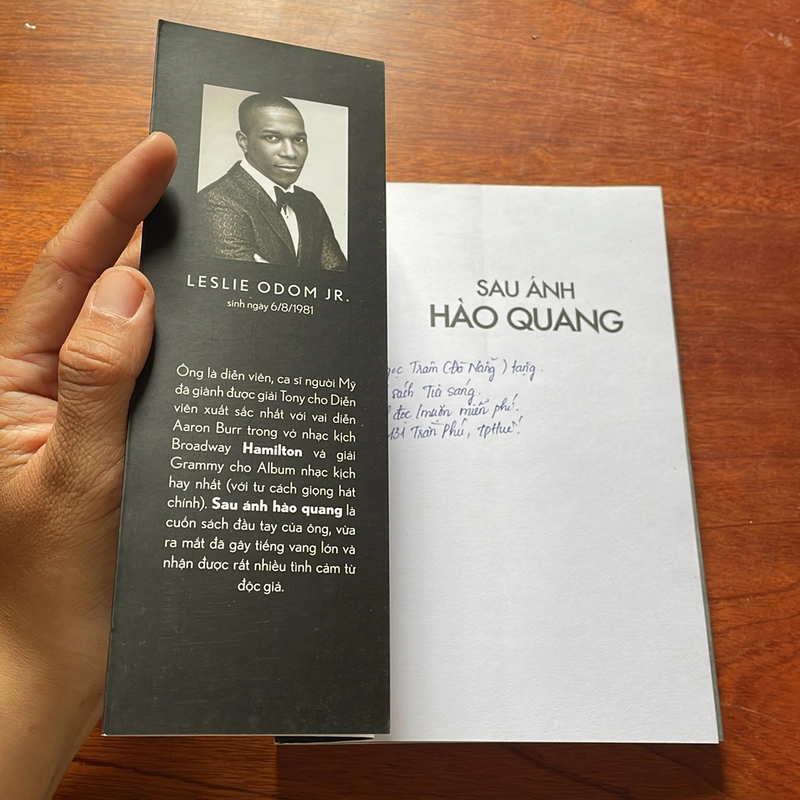 LESLIE ODOM JR.
sinh ngày 6/8/1981
Ông là diễn viên, ca sĩ người Mỹ
đã giành được giải Tony cho Diễn
viên xuất sắc nhất với vai diễn
Aaron Burr trong vở nhạc kịch
Broadway Hamilton và giải
Grammy cho Album nhạc kịch
hay nhất (với tư cách giọng hát
chính). Sau ánh hào quang là
cuốn sách đầu tay của ông, vừa
ra mắt đã gây tiếng vang lớn và
nhận được rất nhiều tình cảm từ
độc giả.
SAU ÁNH
HÀO QUANG
Trâm (Đà Nẵng) tặng
sách Tủ sáng.
đọc/mượn miễn phí.
Trần Phú, TpHuế!